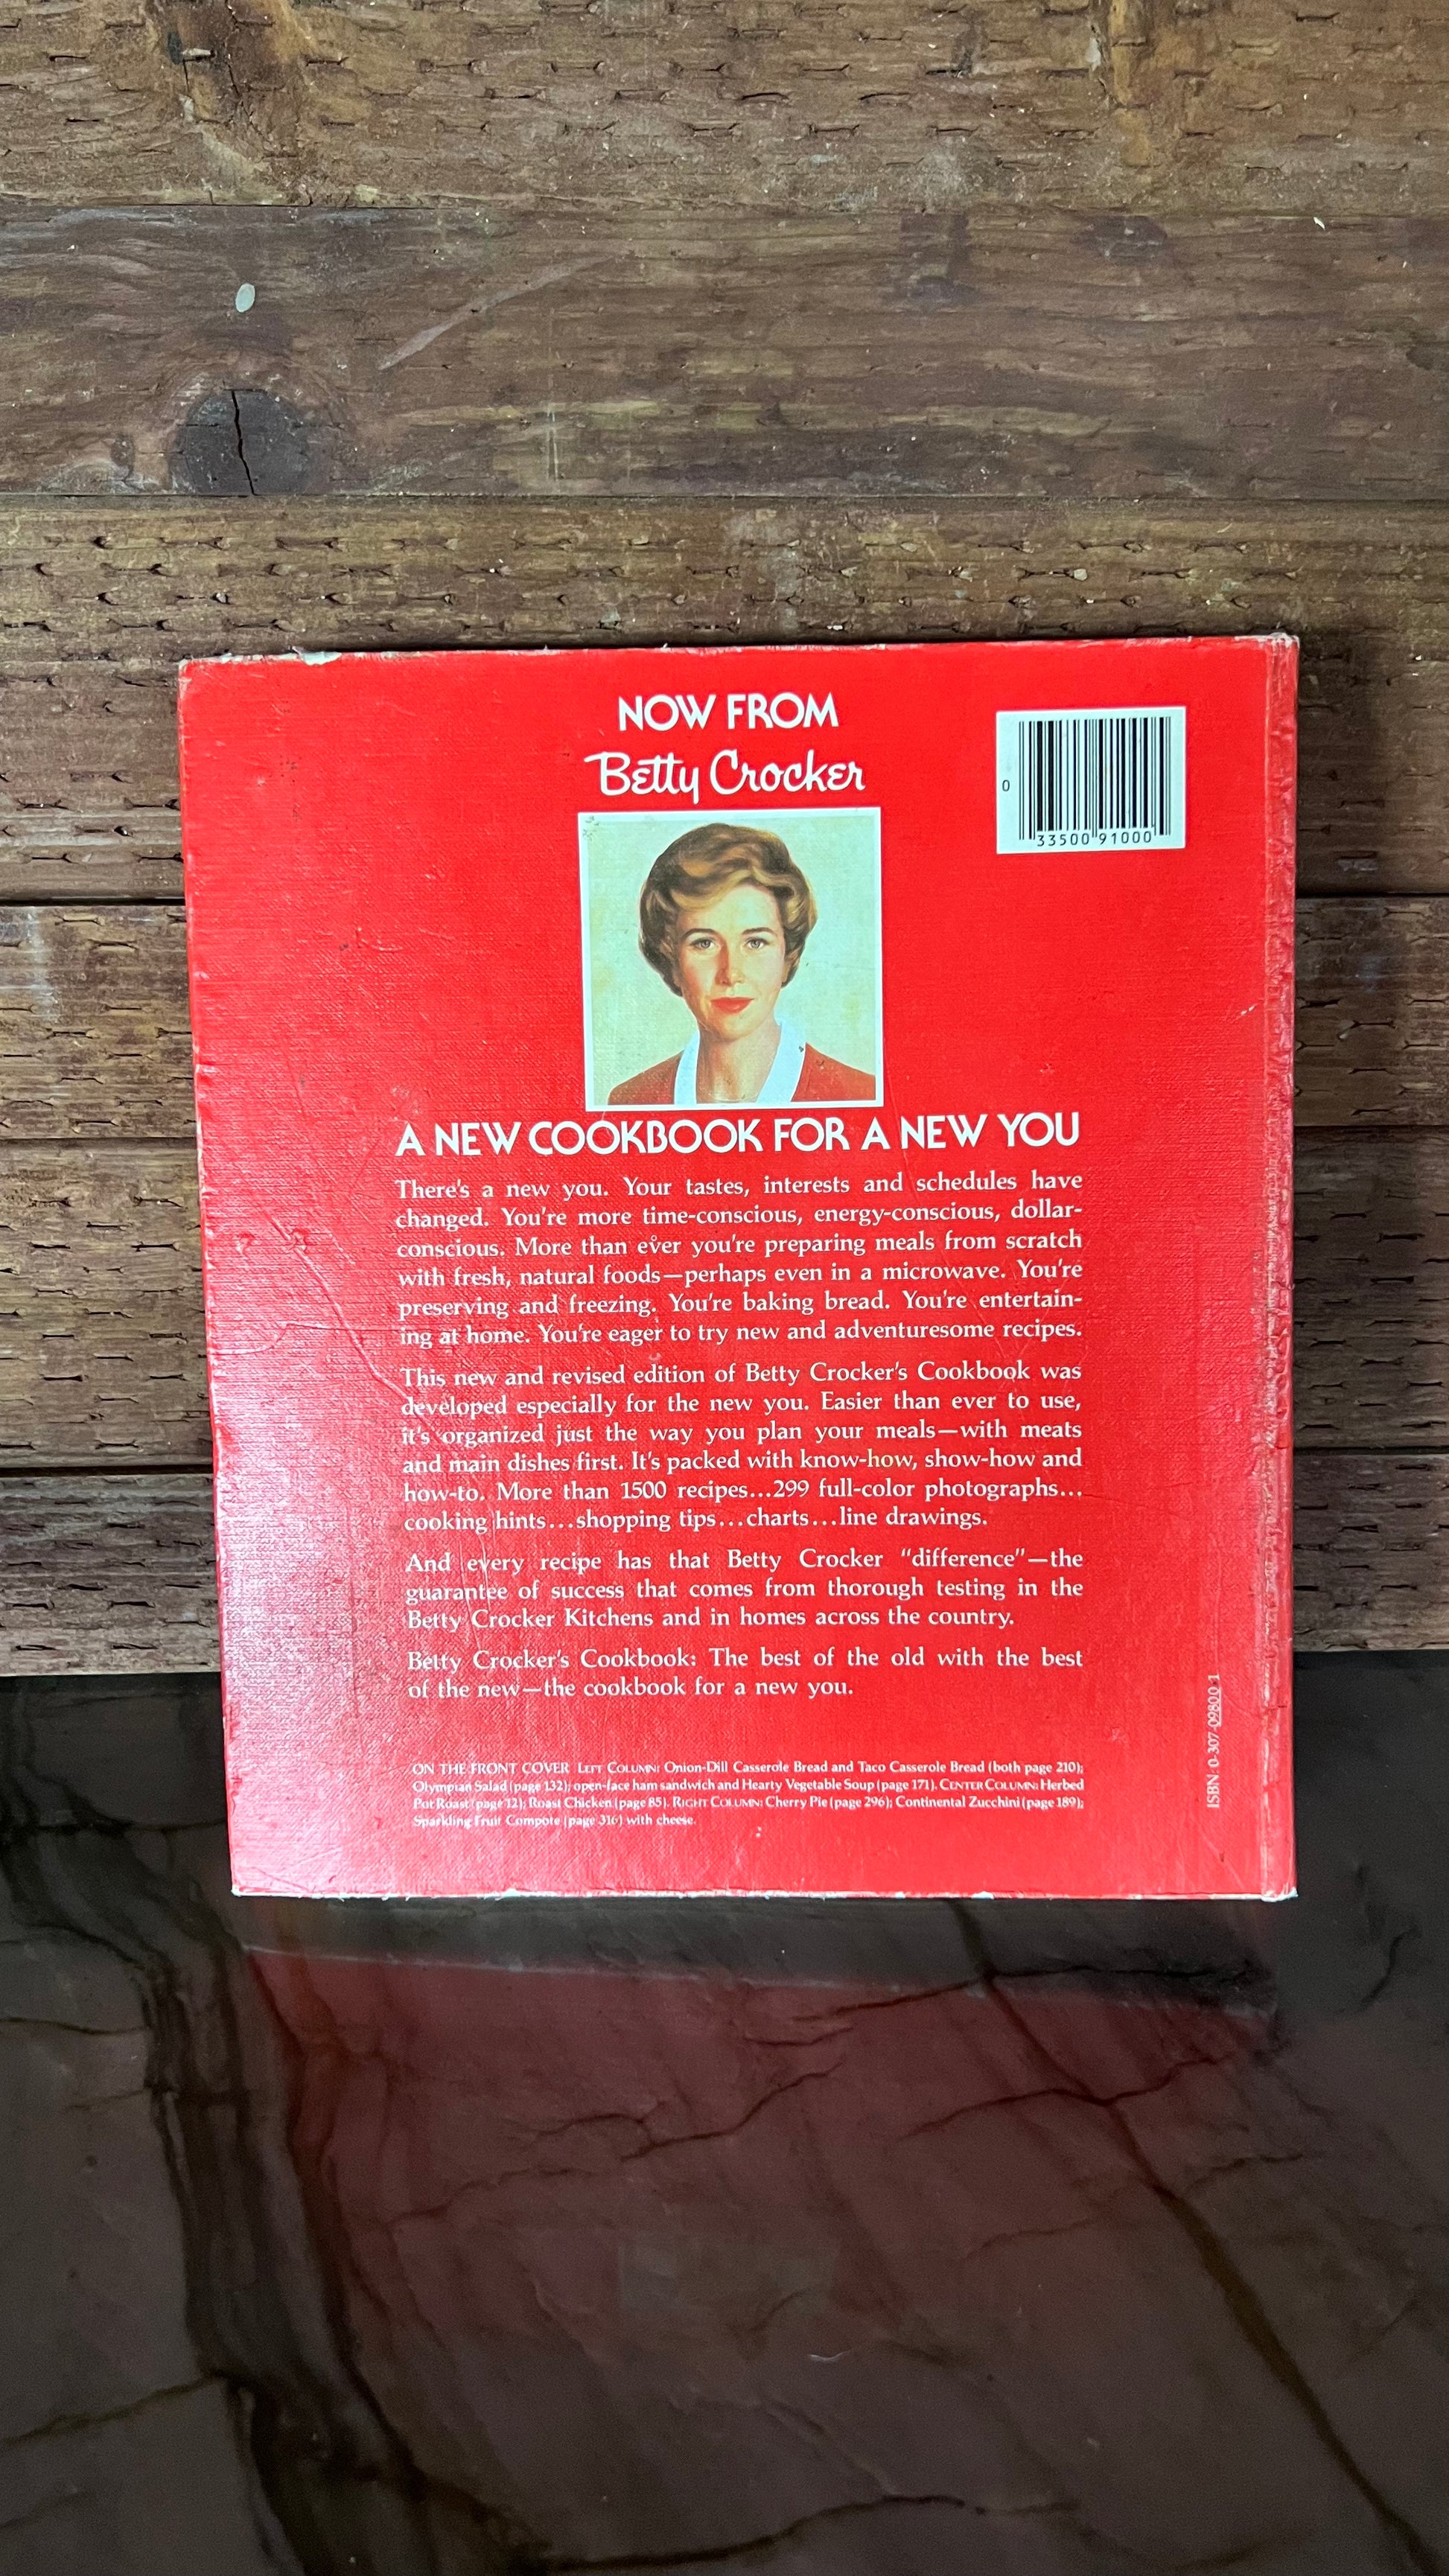 NOW FROM
Betty Crocker
0
33500 91000
A NEW COOKBOOK FOR A NEW YOU
There's a new you. Your tastes, interests and schedules have
changed. You're more time-conscious, energy-conscious, dollar-
conscious. More than ever you're preparing meals from scratch
with fresh, natural foods—perhaps even in a microwave. You're
preserving and freezing. You're baking bread. You're entertain-
ing at home. You're eager to try new and adventuresome recipes.
This new and revised edition of Betty Crocker's Cookbook was
developed especially for the new you. Easier than ever to use,
it's organized just the way you plan your meals—with meats
and main dishes first. It's packed with know-how, show-how and
how-to. More than 1500 recipes...299 full-color photographs...
cooking hints...shopping tips...charts...line drawings.
And every recipe has that Betty Crocker "difference"—the
guarantee of success that comes from thorough testing in the
Betty Crocker Kitchens and in homes across the country.
Betty Crocker's Cookbook: The best of the old with the best
of the new—the cookbook for a new you.
ON THE FRONT COVER LEFT COLUMN: Onion-Dill Casserole Bread and Taco Casserole Bread (both page 210);
Olympian Salad (page 132); open-face ham sandwich and Hearty Vegetable Soup (page 171). CENTER COLUMN: Herbed
Pot Roast (page 12); Roast Chicken (page 85). RIGHT COLUMN: Cherry Pie (page 296); Continental Zucchini (page 189);
Sparkling Fruit Compote (page 316) with cheese.
ISBN: 0-307-09800-1